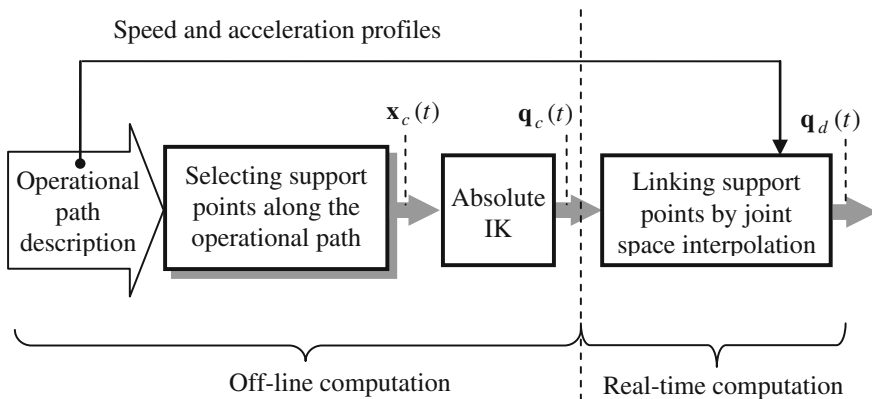 Speed and acceleration profiles
x_c(t)
q_c(t)
q_d(t)
Operational
path
description
Selecting support
points along the
operational path
Absolute
IK
Linking support
points by joint
space interpolation
Off-line computation
Real-time computation